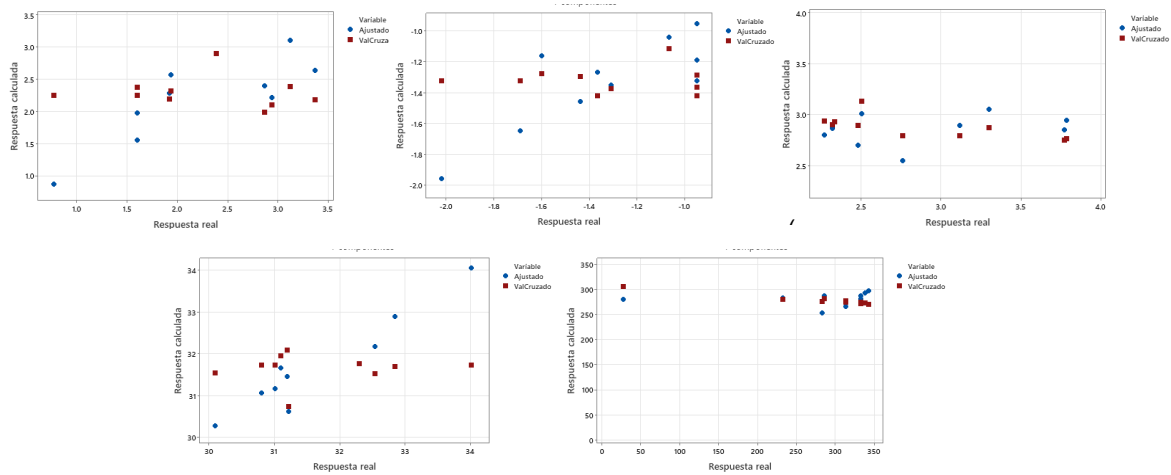 3.5
3.0
2.5
2.0
1.5
1.0
1.0
1.5
2.0
2.5
3.0
3.5
Respuesta calculada
Respuesta real
Variable
Ajustado
ValCruza
-1.0
-1.2
-1.4
-1.6
-1.8
-2.0
-2.0
-1.8
-1.6
-1.4
-1.2
-1.0
Respuesta calculada
Respuesta real
Variable
Ajustado
ValCruzado
4.0
3.5
3.0
2.5
2.5
3.0
3.5
4.0
Respuesta calculada
Respuesta real
Variable
Ajustado
ValCruzado
34
33
32
31
30
30
31
32
33
34
Respuesta calculada
Respuesta real
Variable
Ajustado
ValCruzado
350
300
250
200
150
100
50
0
0
50
100
150
200
250
300
350
Respuesta calculada
Respuesta real
Variable
Ajustado
ValCruzado